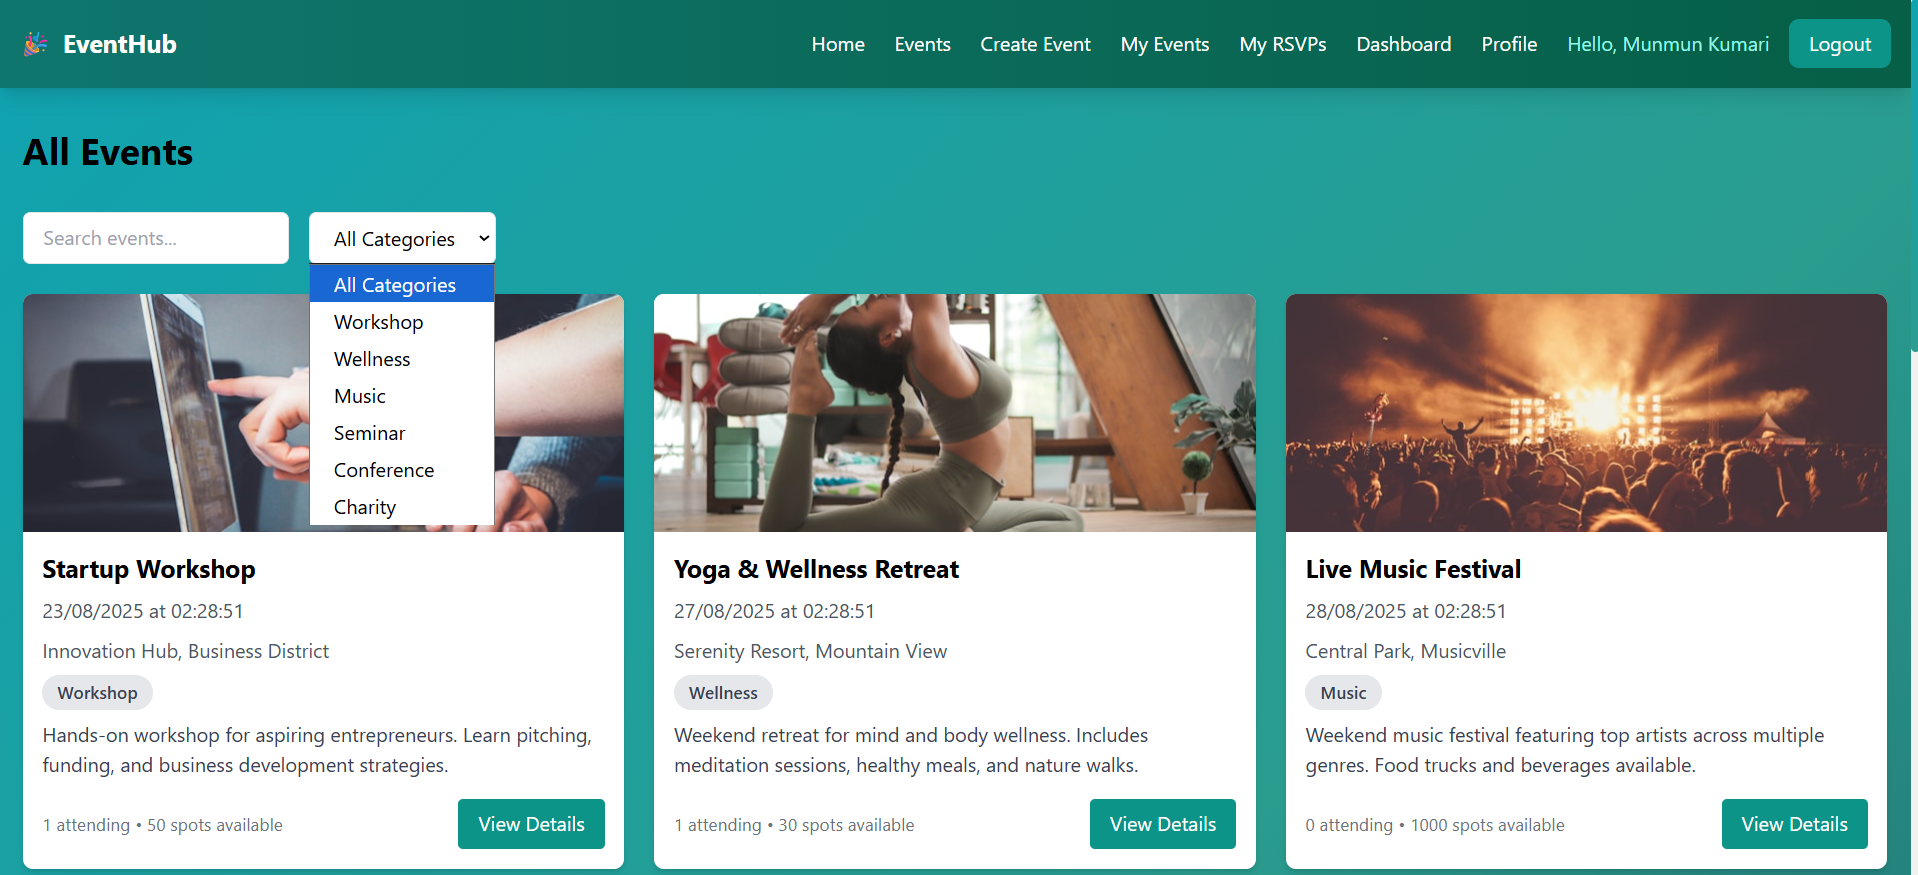 EventHub
Home Events Create Event My Events My RSVPs Dashboard Profile Hello, Munmun Kumari Logout
All Events
Search events...
All Categories
All Categories
Workshop
Wellness
Music
Seminar
Conference
Charity
Startup Workshop
23/08/2025 at 02:28:51
Innovation Hub, Business District
Workshop
Hands-on workshop for aspiring entrepreneurs. Learn pitching,
funding, and business development strategies.
1 attending • 50 spots available
View Details
Yoga & Wellness Retreat
27/08/2025 at 02:28:51
Serenity Resort, Mountain View
Wellness
Weekend retreat for mind and body wellness. Includes
meditation sessions, healthy meals, and nature walks.
1 attending • 30 spots available
View Details
Live Music Festival
28/08/2025 at 02:28:51
Central Park, Musicville
Music
Weekend music festival featuring top artists across multiple
genres. Food trucks and beverages available.
0 attending • 1000 spots available
View Details